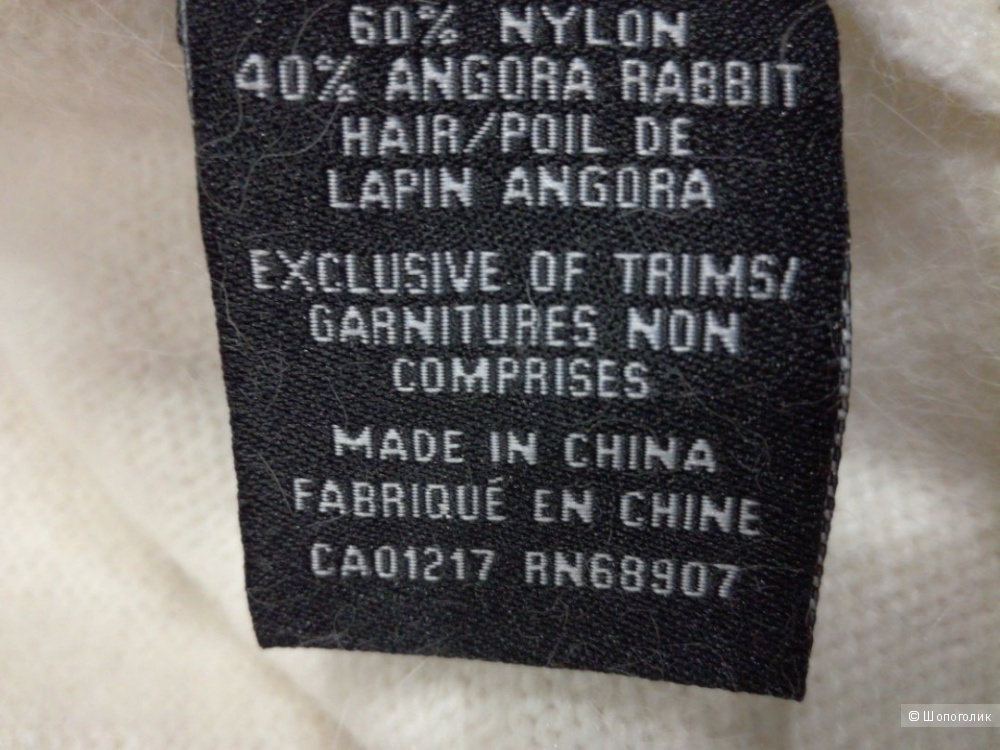 60% NYLON
40% ANGORA RABBIT
HAIR/POIL DE
LAPIN ANGORA
EXCLUSIVE OF TRIMS/
GARNITURES NON
COMPRISES
MADE IN CHINA
FABRIQUÉ EN CHINE
CA01217 RN68907
© Шопоголик